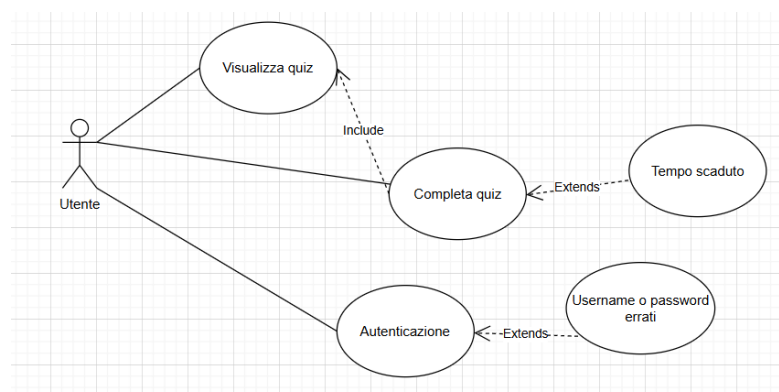 Visualizza quiz
Include
Utente
Completa quiz
Extends
Tempo scaduto
Autenticazione
Extends
Username o password
errati